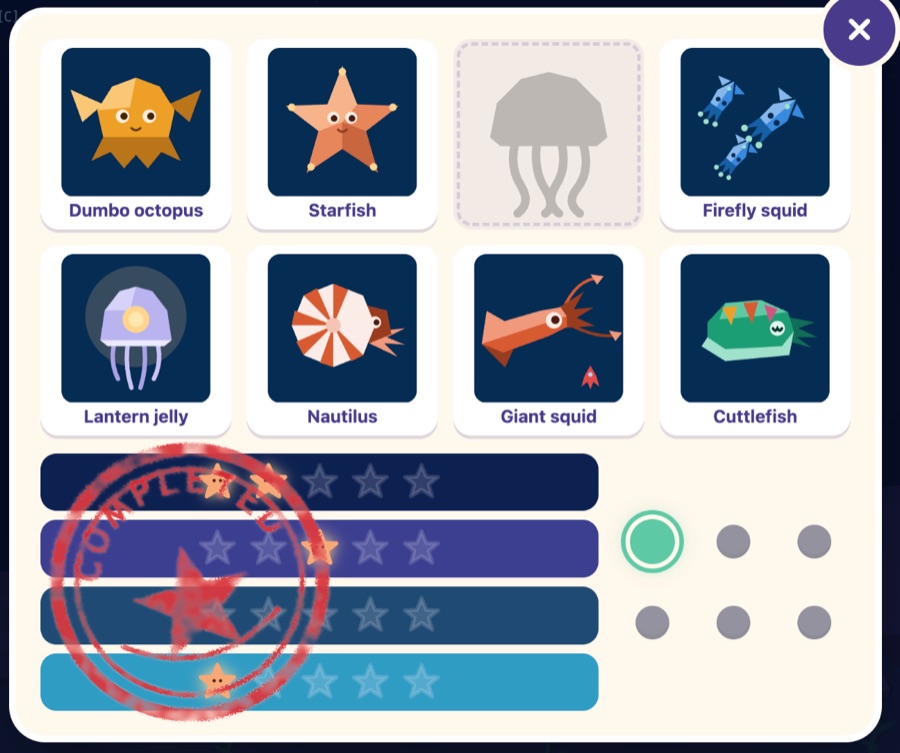 [C]
Dumbo octopus
Starfish
Firefly squid
Lantern jelly
Nautilus
Giant squid
Cuttlefish
COMPLETED